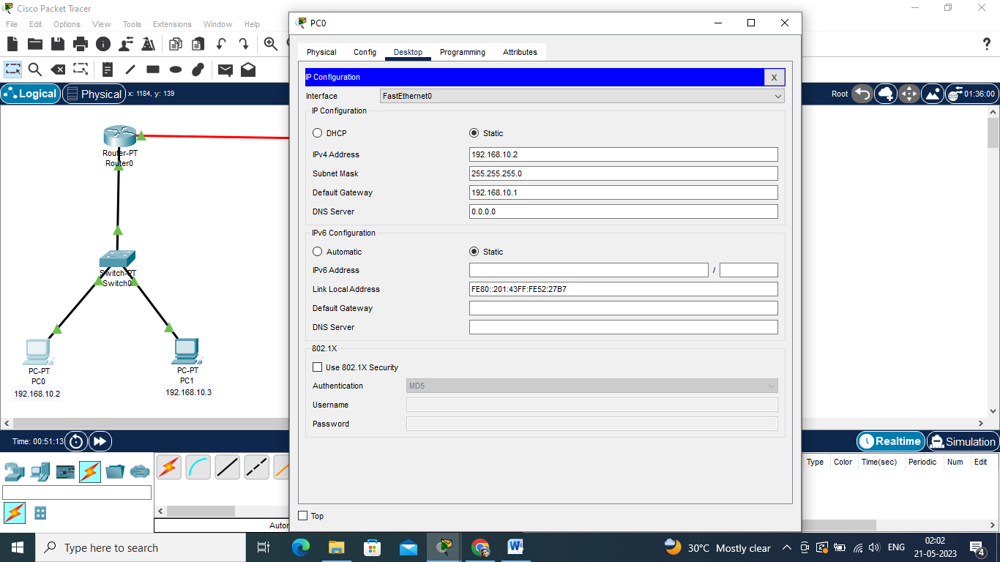 Cisco Packet Tracer
File Edit Options View Tools Extensions Window Help
Logical Physical x: 1184, y: 139
Root 01:36:00
Router-PT
Router0
Switch-PT
Switch0
PC-PT
PC0
192.168.10.2
PC-PT
PC1
192.168.10.3
Time: 00:51:13
Realtime Simulation
Autor
Type Color Time(sec) Periodic Num Edit
PC0
Physical Config Desktop Programming Attributes
IP Configuration
X
Interface FastEthernet0
IP Configuration
DHCP Static
IPv4 Address 192.168.10.2
Subnet Mask 255.255.255.0
Default Gateway 192.168.10.1
DNS Server 0.0.0.0
IPv6 Configuration
Automatic Static
IPv6 Address /
Link Local Address FE80::201:43FF:FE52:27B7
Default Gateway
DNS Server
802.1X
Use 802.1X Security
Authentication MD5
Username
Password
Top
Type here to search
30°C Mostly clear ENG 02:02
21-05-2023
4